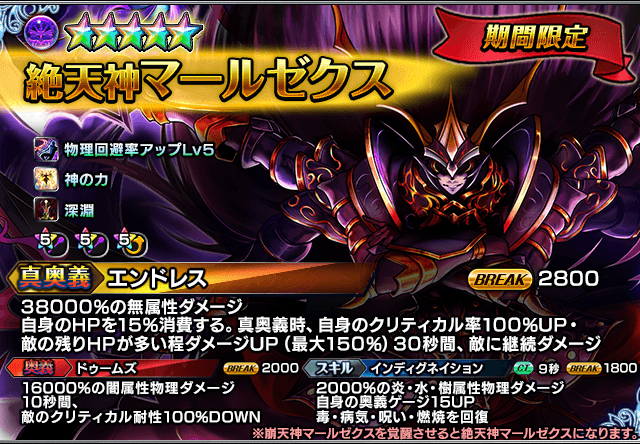 期間限定
絶天神マールゼクス
物理回避率アップLv5
神の力
深淵
5 5 5
真奥義 エンドレス BREAK 2800
38000%の無属性ダメージ
自身のHPを15%消費する。真奥義時、自身のクリティカル率100%UP・
敵の残りHPが多い程ダメージUP(最大150%)30秒間、敵に継続ダメージ
奥義 ドゥームズ BREAK 2000
16000%の闇属性物理ダメージ
10秒間、
敵のクリティカル耐性100%DOWN
スキル インディグネイション C.T. 9秒 BREAK 1800
2000%の炎・水・樹属性物理ダメージ
自身の奥義ゲージ15UP
毒・病気・呪い・燃焼を回復
※崩天神マールゼクスを覚醒させると絶天神マールゼクスになります。